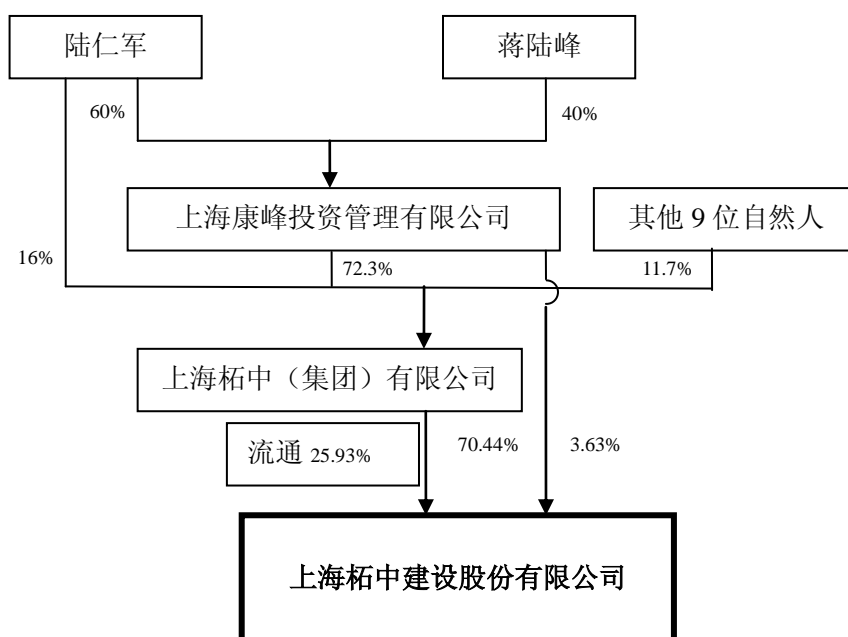 陆仁军
蒋陆峰
60%
40%
上海康峰投资管理有限公司
其他 9 位自然人
16%
72.3%
11.7%
上海柘中（集团）有限公司
流通 25.93%
70.44%
3.63%
上海柘中建设股份有限公司